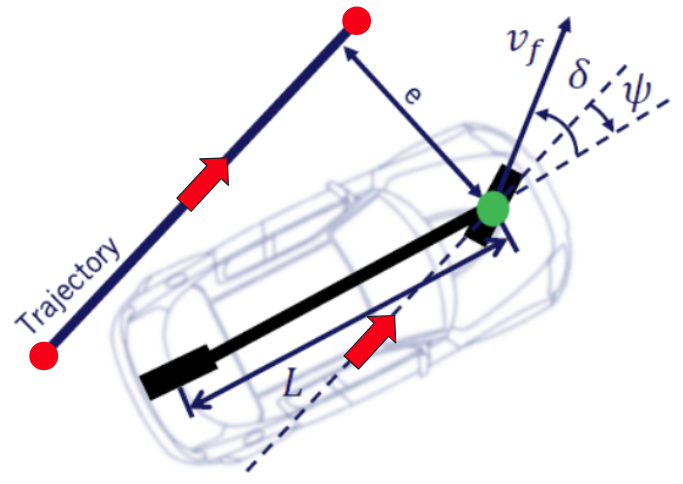 v_f
δ
ψ
e
Trajectory
L